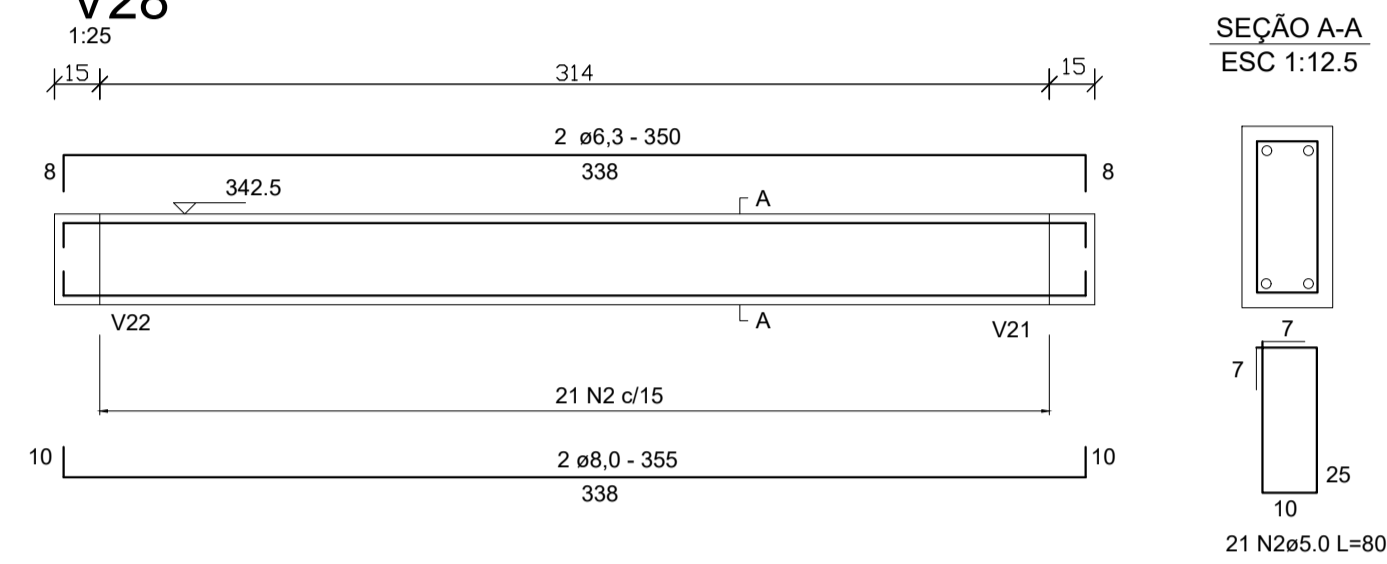 V28
1:25
SEÇÃO A-A
ESC 1:12.5
15
314
15
2 ø6,3 - 350
8
338
8
342.5
A
V22
A
V21
7
7
21 N2 c/15
10
2 ø8,0 - 355
10
338
25
10
21 N2ø5.0 L=80